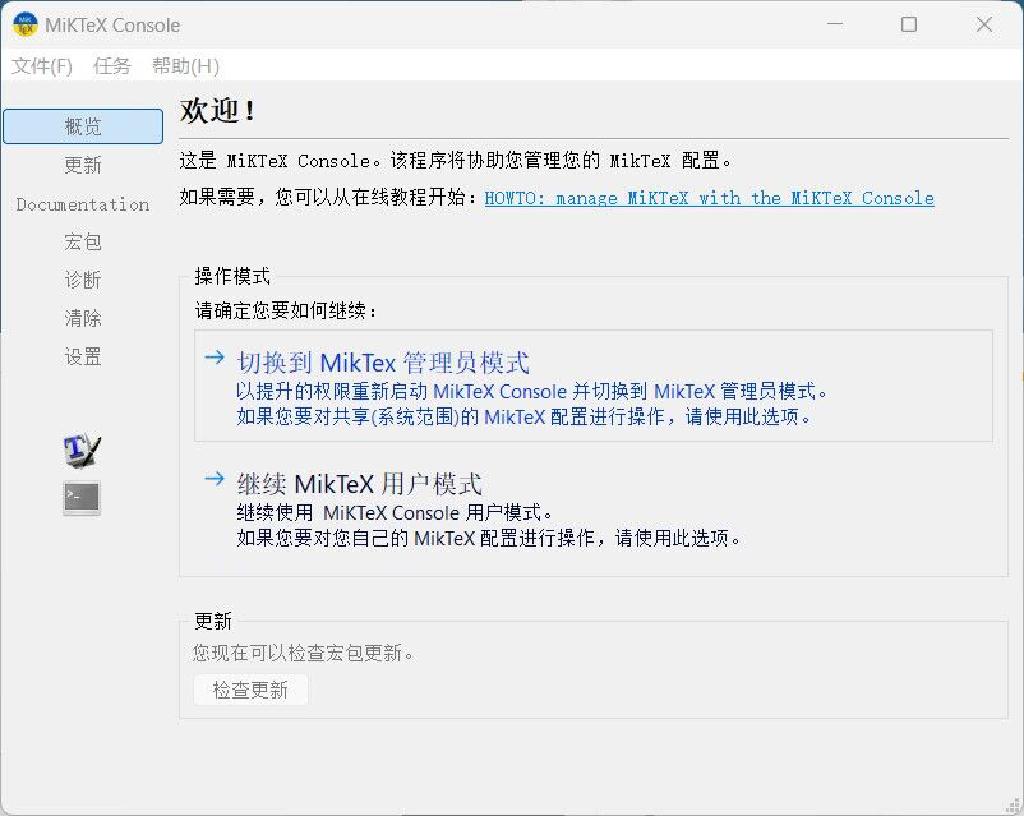 MiKTeX Console
文件(F) 任务 帮助(H)
概览
更新
Documentation
宏包
诊断
清除
设置
欢迎!
这是 MiKTeX Console。该程序将协助您管理您的 MikTeX 配置。
如果需要，您可以从在线教程开始：HOWTO: manage MiKTeX with the MiKTeX Console
操作模式
请确定您要如何继续：
切换到 MikTex 管理员模式
以提升的权限重新启动 MikTeX Console 并切换到 MikTeX 管理员模式。
如果您要对共享(系统范围)的 MikTeX 配置进行操作，请使用此选项。
继续 MikTeX 用户模式
继续使用 MiKTeX Console 用户模式。
如果您要对您自己的 MikTeX 配置进行操作，请使用此选项。
更新
您现在可以检查宏包更新。
检查更新